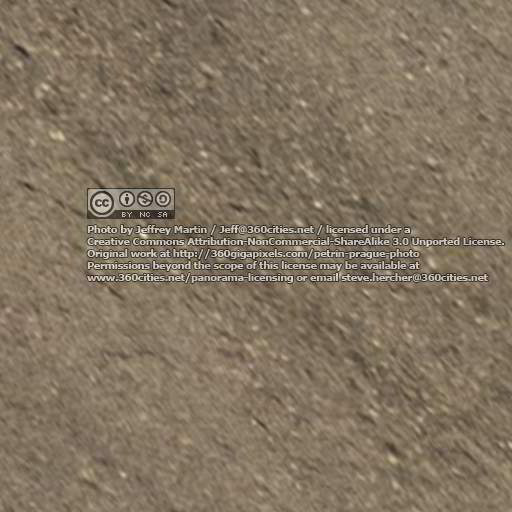 cc
BY NC SA
Photo by Jeffrey Martin / Jeff@360cities.net / licensed under a
Creative Commons Attribution-NonCommercial-ShareAlike 3.0 Unported License.
Original work at http://360gigapixels.com/petrin-prague-photo
Permissions beyond the scope of this license may be available at
www.360cities.net/panorama-licensing or email steve.hercher@360cities.net